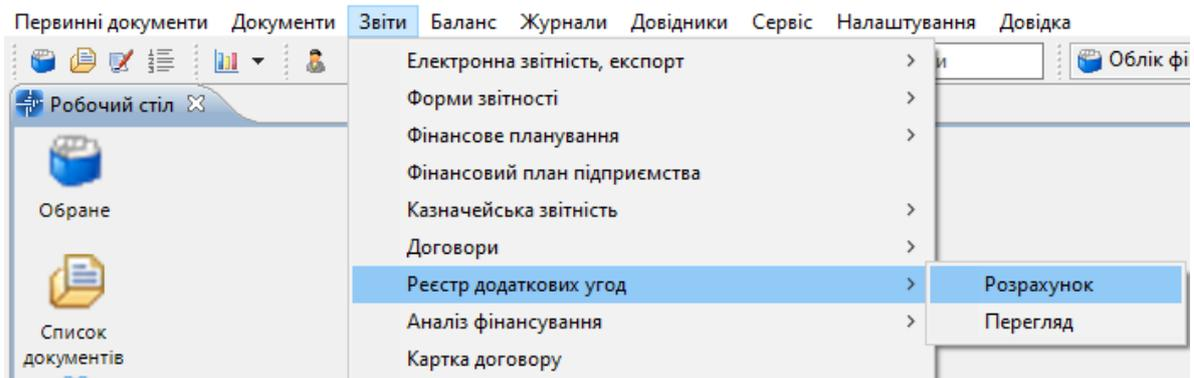 Первинні документи Документи Звіти Баланс Журнали Довідники Сервіс Налаштування Довідка
Облік фі
Робочий стіл
Обране
Список
документів
Електронна звітність, експорт
Форми звітності
Фінансове планування
Фінансовий план підприємства
Казначейська звітність
Договори
Реєстр додаткових угод
Аналіз фінансування
Картка договору
Розрахунок
Перегляд